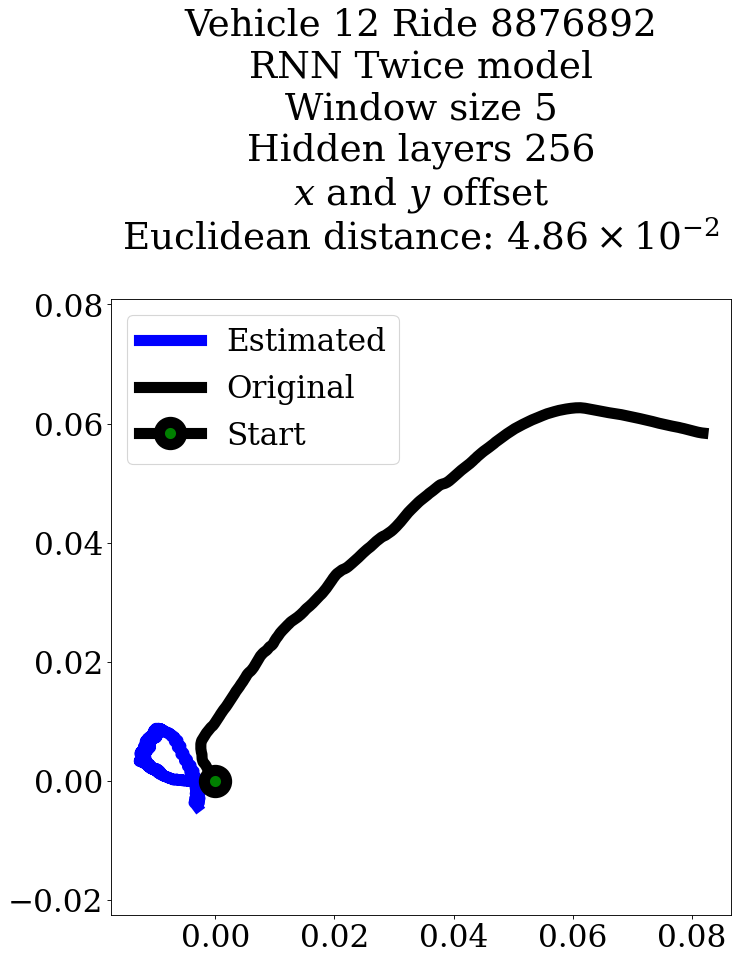 Vehicle 12 Ride 8876892
RNN Twice model
Window size 5
Hidden layers 256
x and y offset
Euclidean distance: 4.86 × 10⁻²
0.08
0.06
0.04
0.02
0.00
−0.02
Estimated
Original
Start
0.00 0.02 0.04 0.06 0.08